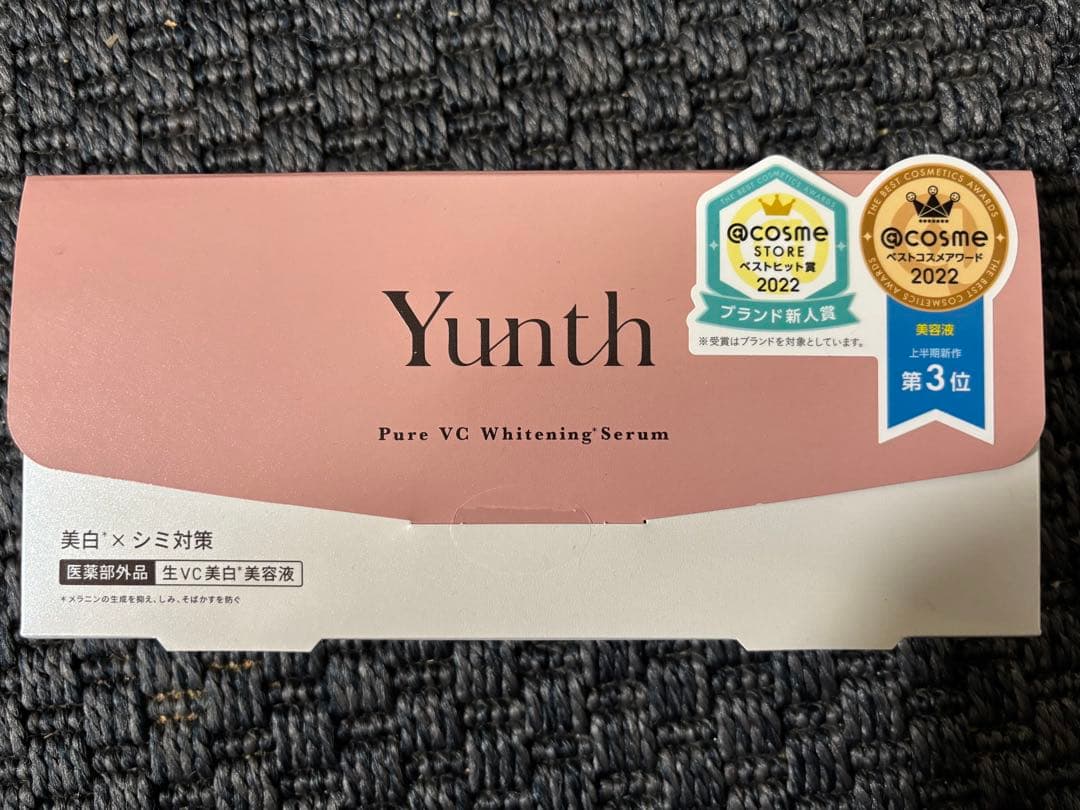 Yunth
Pure VC Whitening*Serum
THE BEST COSMETICS AWARDS
@cosme
STORE
ベストヒット賞
2022
ブランド新人賞
※受賞はブランドを対象としています。
THE BEST COSMETICS AWARDS
@cosme
ベストコスメアワード
2022
THE BEST COSMETICS AWARDS
美容液
上半期新作
第3位
美白*×シミ対策
医薬部外品 生VC美白*美容液
*メラニンの生成を抑え、しみ、そばかすを防ぐ